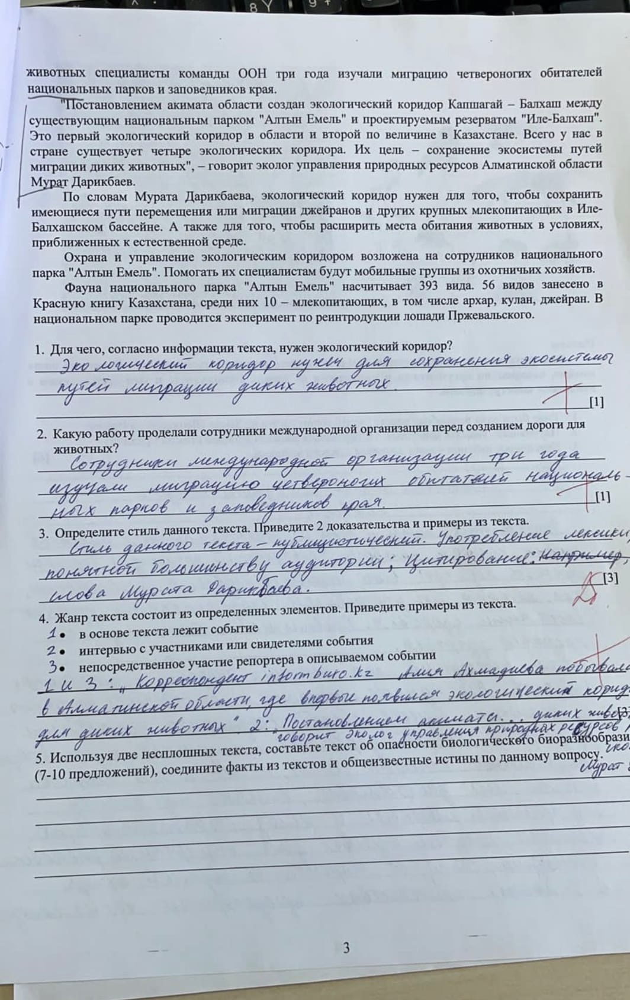 8 У 9
животных специалисты команды ООН три года изучали миграцию четвероногих обитателей
национальных парков и заповедников края.
"Постановлением акимата области создан экологический коридор Капшагай – Балхаш между
существующим национальным парком "Алтын Емель" и проектируемым резерватом "Иле-Балхаш".
Это первый экологический коридор в области и второй по величине в Казахстане. Всего у нас в
стране существует четыре экологических коридора. Их цель – сохранение экосистемы путей
миграции диких животных", – говорит эколог управления природных ресурсов Алматинской области
Мурат Дарикбаев.
По словам Мурата Дарикбаева, экологический коридор нужен для того, чтобы сохранить
имеющиеся пути перемещения или миграции джейранов и других крупных млекопитающих в Иле-
Балхашском бассейне. А также для того, чтобы расширить места обитания животных в условиях,
приближенных к естественной среде.
Охрана и управление экологическим коридором возложена на сотрудников национального
парка "Алтын Емель". Помогать их специалистам будут мобильные группы из охотничьих хозяйств.
Фауна национального парка "Алтын Емель" насчитывает 393 вида. 56 видов занесено в
Красную книгу Казахстана, среди них 10 – млекопитающих, в том числе архар, кулан, джейран. В
национальном парке проводится эксперимент по реинтродукции лошади Пржевальского.
1. Для чего, согласно информации текста, нужен экологический коридор?
Экологический коридор нужен для сохранения экосистемы
путей миграции диких животных.
[1]
2. Какую работу проделали сотрудники международной организации перед созданием дороги для
животных?
Сотрудники международной организации три года
изучали миграцию четвероногих обитателей националь-
ных парков и заповедников края.
[1]
3. Определите стиль данного текста. Приведите 2 доказательства и примеры из текста.
Стиль данного текста – публицистический. Употребление лексики,
понятной большинству аудитории; Цитирование: Например,
слова Мурата Дарикбаева.
[3]
4. Жанр текста состоит из определенных элементов. Приведите примеры из текста.
1 • в основе текста лежит событие
2 • интервью с участниками или свидетелями события
3 • непосредственное участие репортера в описываемом событии
1 и 3: „Корреспондент informburo.kz Алия Ахмадиева побывала
в Алматинской области, где впервые появился экологический корид
для диких животных". 2: "Постановлением акимата... диких живо [3
"говорит эколог управления природных ресурсов
5. Используя две несплошных текста, составьте текст об опасности биологического биоразнообрази
(7-10 предложений), соедините факты из текстов и общеизвестные истины по данному вопросу.
Мурат
3